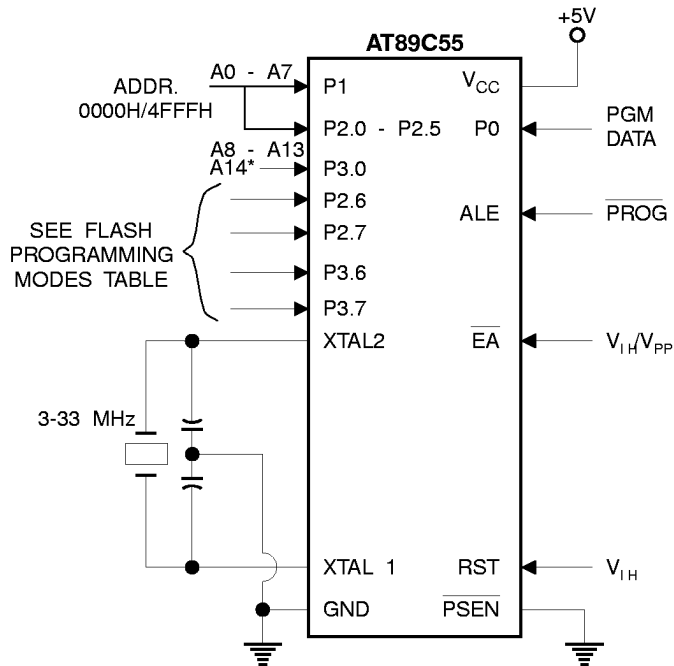 +5V
AT89C55
ADDR.
0000H/4FFFH
A0 - A7
P1
VCC
P2.0 - P2.5
P0
PGM
DATA
A8 - A13
A14*
P3.0
P2.6
ALE
PROG
SEE FLASH
PROGRAMMING
MODES TABLE
P2.7
P3.6
P3.7
XTAL2
EA
VIH/VPP
3-33 MHz
XTAL 1
RST
VIH
GND
PSEN